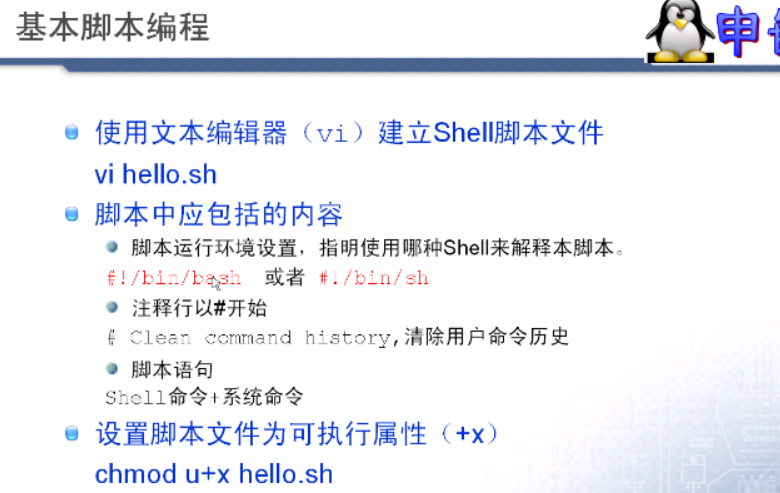 基本脚本编程
申
使用文本编辑器（vi）建立Shell脚本文件
vi hello.sh
脚本中应包括的内容
脚本运行环境设置，指明使用哪种Shell来解释本脚本。
#!/bin/bash 或者 #!/bin/sh
注释行以#开始
# Clean command history,清除用户命令历史
脚本语句
Shell命令+系统命令
设置脚本文件为可执行属性（+x）
chmod u+x hello.sh